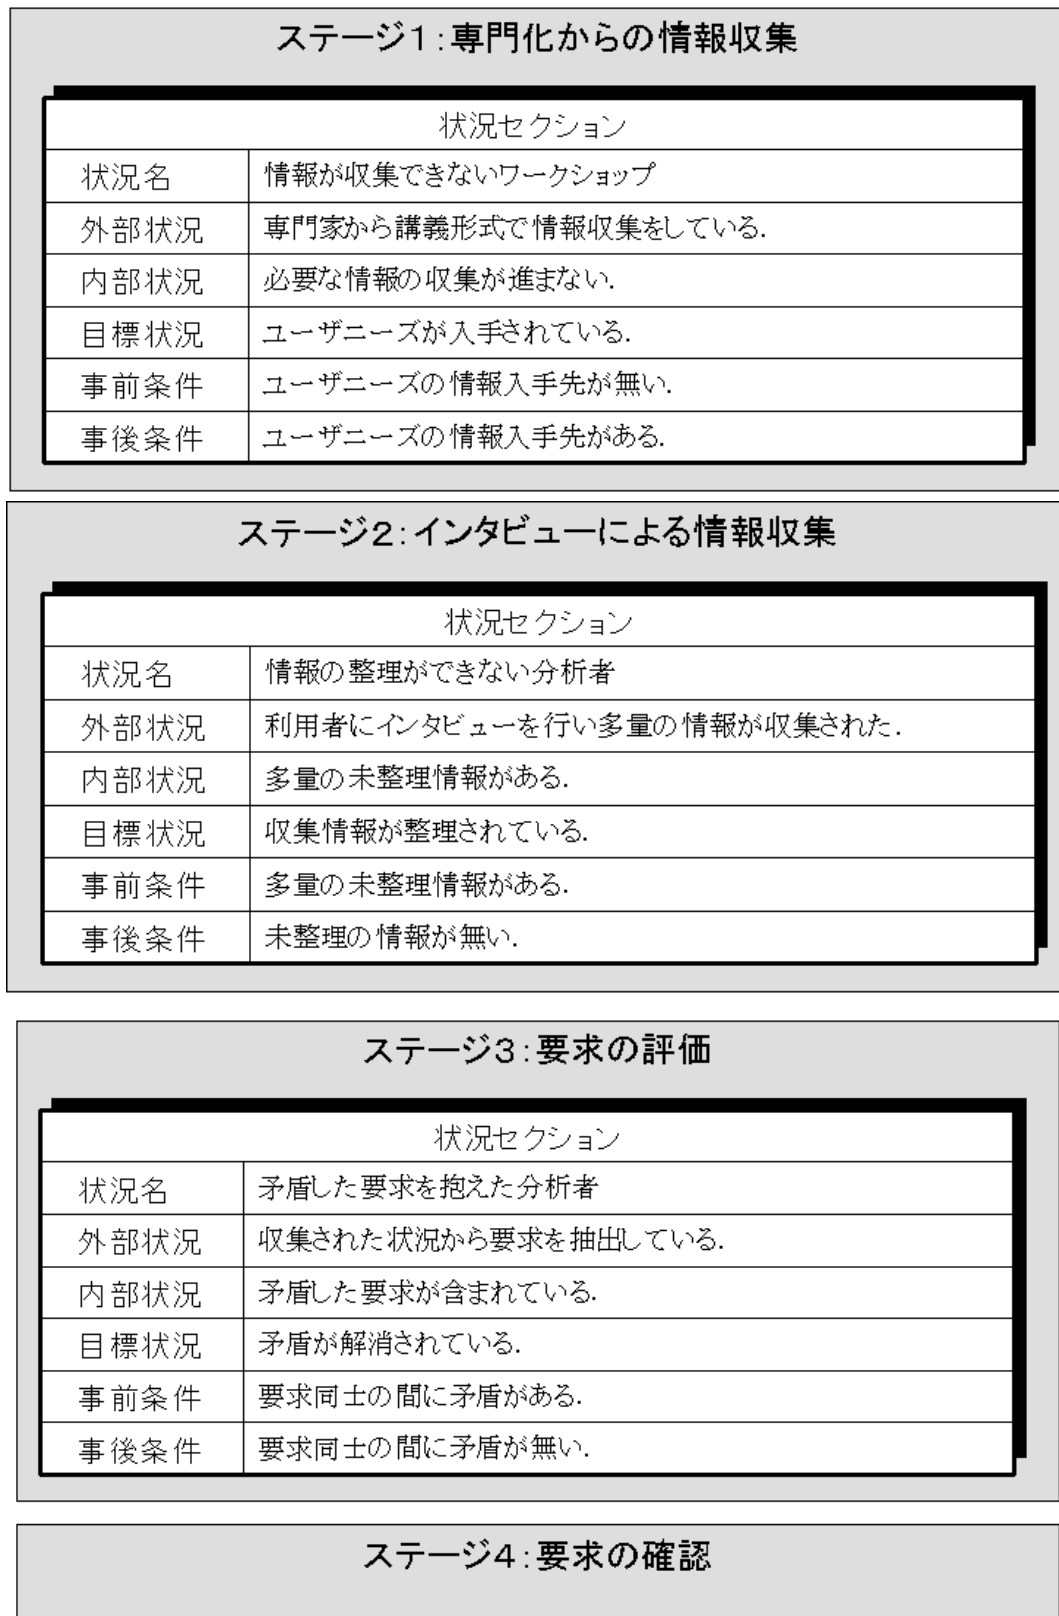 ステージ1:専門化からの情報収集
状況セクション
状況名 情報が収集できないワークショップ
外部状況 専門家から講義形式で情報収集をしている.
内部状況 必要な情報の収集が進まない.
目標状況 ユーザニーズが入手されている.
事前条件 ユーザニーズの情報入手先が無い.
事後条件 ユーザニーズの情報入手先がある.
ステージ2:インタビューによる情報収集
状況セクション
状況名 情報の整理ができない分析者
外部状況 利用者にインタビューを行い多量の情報が収集された.
内部状況 多量の未整理情報がある.
目標状況 収集情報が整理されている.
事前条件 多量の未整理情報がある.
事後条件 未整理の情報が無い.
ステージ3:要求の評価
状況セクション
状況名 矛盾した要求を抱えた分析者
外部状況 収集された状況から要求を抽出している.
内部状況 矛盾した要求が含まれている.
目標状況 矛盾が解消されている.
事前条件 要求同士の間に矛盾がある.
事後条件 要求同士の間に矛盾が無い.
ステージ4:要求の確認